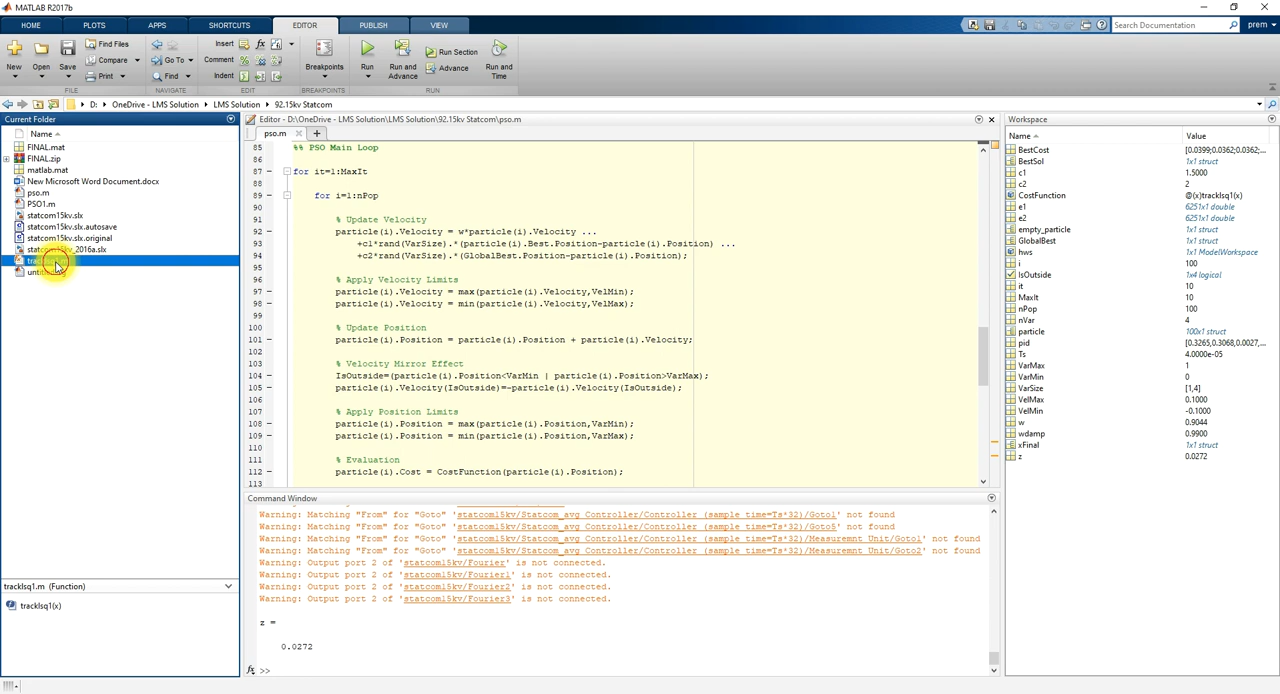 MATLAB R2017b
HOME PLOTS APPS SHORTCUTS EDITOR PUBLISH VIEW Search Documentation prem
New Open Save Find Files Compare Print Go To Find Insert Comment Indent Breakpoints Run Run and Advance Run Section Advance Run and Time
FILE NAVIGATE EDIT BREAKPOINTS RUN
D: OneDrive - LMS Solution LMS Solution 92.15kv Statcom
Current Folder
Name
FINAL.mat
FINAL.zip
matlab.mat
New Microsoft Word Document.docx
pso.m
PSO1.m
statcom15kv.slx
statcom15kv.slx.autosave
statcom15kv.slx.original
statcom15kv_2016a.slx
tracklsq1.m (Function)
tracklsq1(x)
Editor - D:\OneDrive - LMS Solution\LMS Solution\92.15kv Statcom\pso.m
pso.m
85 %% PSO Main Loop
86
87 for it=1:MaxIt
88
89 for i=1:nPop
90
91 % Update Velocity
92 particle(i).Velocity = w*particle(i).Velocity ...
93 +c1*rand(VarSize).*(particle(i).Best.Position-particle(i).Position) ...
94 +c2*rand(VarSize).*(GlobalBest.Position-particle(i).Position);
95
96 % Apply Velocity Limits
97 particle(i).Velocity = max(particle(i).Velocity,VelMin);
98 particle(i).Velocity = min(particle(i).Velocity,VelMax);
99
100 % Update Position
101 particle(i).Position = particle(i).Position + particle(i).Velocity;
102
103 % Velocity Mirror Effect
104 IsOutside=(particle(i).Position<VarMin | particle(i).Position>VarMax);
105 particle(i).Velocity(IsOutside)=-particle(i).Velocity(IsOutside);
106
107 % Apply Position Limits
108 particle(i).Position = max(particle(i).Position,VarMin);
109 particle(i).Position = min(particle(i).Position,VarMax);
110
111 % Evaluation
112 particle(i).Cost = CostFunction(particle(i).Position);
113
Command Window
Warning: Matching "From" for "Goto" 'statcom15kv/Statcom_avg Controller/Controller (sample time=Ts*32)/Goto1' not found
Warning: Matching "From" for "Goto" 'statcom15kv/Statcom_avg Controller/Controller (sample time=Ts*32)/Goto5' not found
Warning: Matching "From" for "Goto" 'statcom15kv/Statcom_avg Controller/Controller (sample time=Ts*32)/Measuremnt Unit/Goto1' not found
Warning: Matching "From" for "Goto" 'statcom15kv/Statcom_avg Controller/Controller (sample time=Ts*32)/Measuremnt Unit/Goto2' not found
Warning: Output port 2 of 'statcom15kv/Fourier' is not connected.
Warning: Output port 2 of 'statcom15kv/Fourier1' is not connected.
Warning: Output port 2 of 'statcom15kv/Fourier2' is not connected.
Warning: Output port 2 of 'statcom15kv/Fourier3' is not connected.
z =
0.0272
fx >>
Workspace
Name Value
BestCost [0.0399;0.0362;0.0362;...
BestSol 1x1 struct
c1 1.5000
c2 2
CostFunction @(x)tracklsq1(x)
e1 6251x1 double
e2 6251x1 double
empty_particle 1x1 struct
GlobalBest 1x1 struct
hws 1x1 ModelWorkspace
i 100
IsOutside 1x4 logical
it 10
MaxIt 10
nPop 100
nVar 4
particle 100x1 struct
pid [0.3265,0.3068,0.0027,...
Ts 4.0000e-05
VarMax 1
VarMin 0
VarSize [1,4]
VelMax 0.1000
VelMin -0.1000
w 0.9044
wdamp 0.9900
xFinal 1x1 struct
z 0.0272